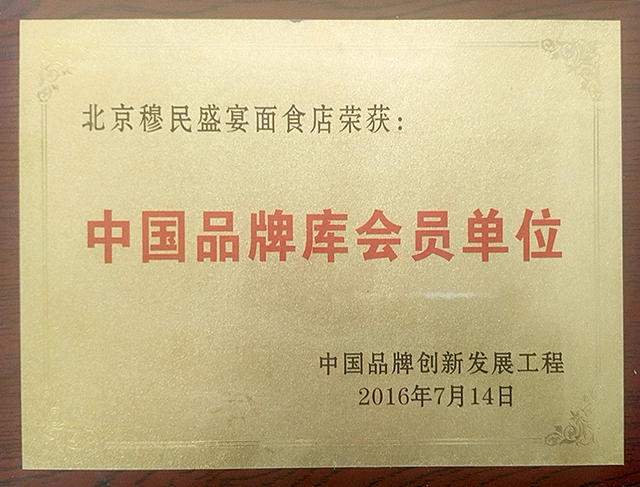 北京穆民盛宴面食店荣获：
中国品牌库会员单位
中国品牌创新发展工程
2016年7月14日